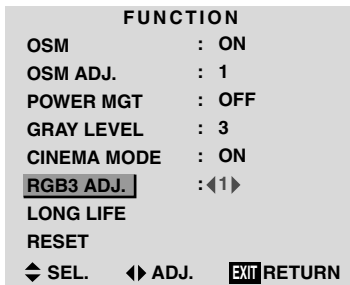 FUNCTION
OSM : ON
OSM ADJ. : 1
POWER MGT : OFF
GRAY LEVEL : 3
CINEMA MODE : ON
RGB3 ADJ. : 1
LONG LIFE
RESET
SEL. ADJ. EXIT RETURN